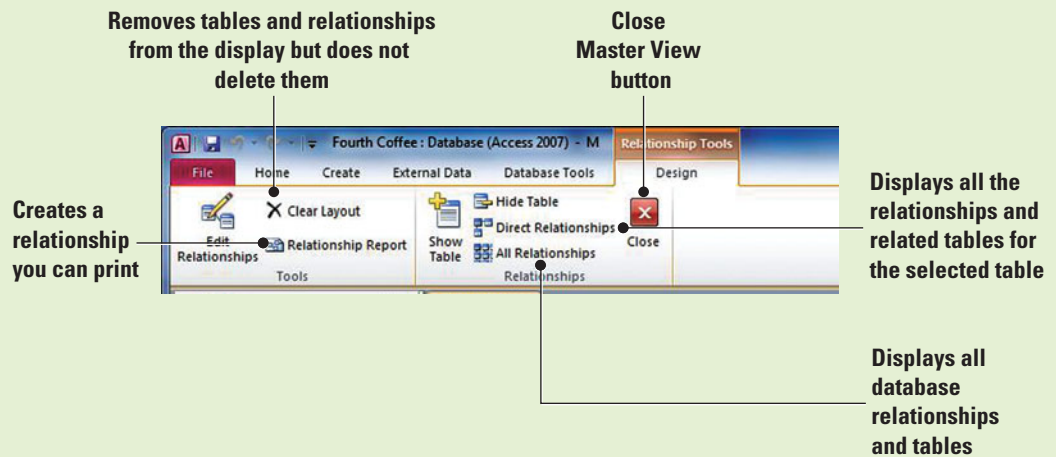 Removes tables and relationships
from the display but does not
delete them
Close
Master View
button
A
Fourth Coffee : Database (Access 2007) - M
Relationship Tools
File
Home
Create
External Data
Database Tools
Design
Creates a
relationship
you can print
Edit
Relationships
Clear Layout
Relationship Report
Tools
Show
Table
Hide Table
Direct Relationships
All Relationships
Relationships
Close
Displays all the
relationships and
related tables for
the selected table
Displays all
database
relationships
and tables